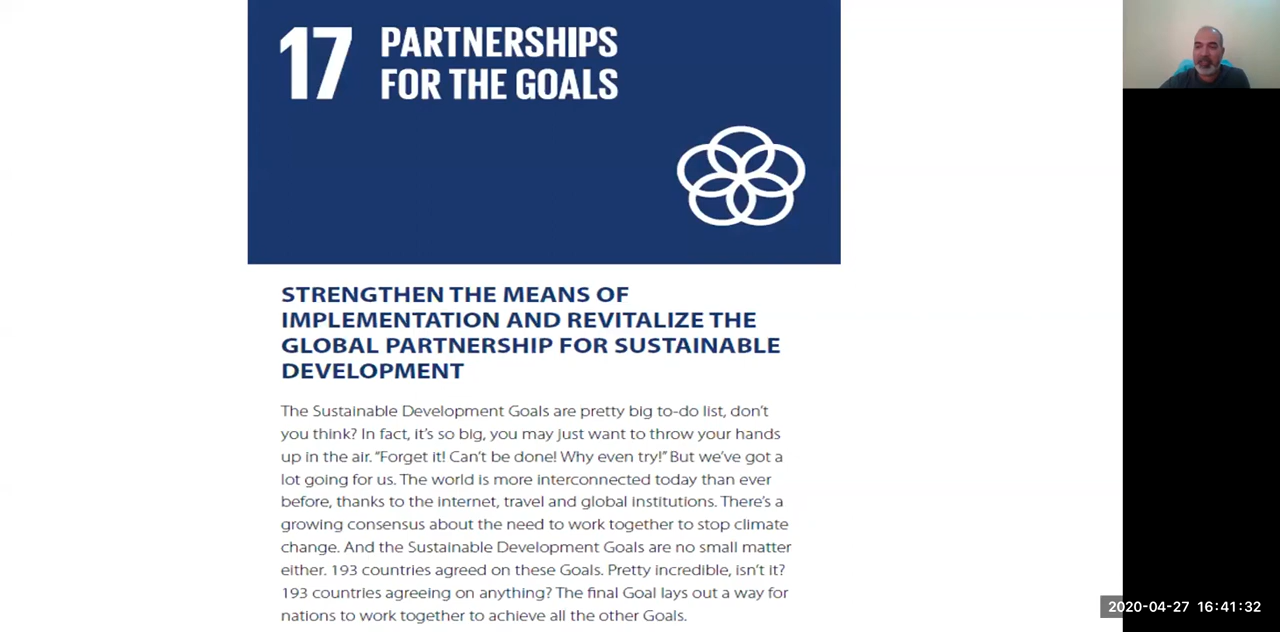 17 PARTNERSHIPS
FOR THE GOALS
STRENGTHEN THE MEANS OF
IMPLEMENTATION AND REVITALIZE THE
GLOBAL PARTNERSHIP FOR SUSTAINABLE
DEVELOPMENT
The Sustainable Development Goals are pretty big to-do list, don't
you think? In fact, it's so big, you may just want to throw your hands
up in the air. "Forget it! Can't be done! Why even try!" But we've got a
lot going for us. The world is more interconnected today than ever
before, thanks to the internet, travel and global institutions. There's a
growing consensus about the need to work together to stop climate
change. And the Sustainable Development Goals are no small matter
either. 193 countries agreed on these Goals. Pretty incredible, isn't it?
193 countries agreeing on anything? The final Goal lays out a way for
nations to work together to achieve all the other Goals.
2020-04-27 16:41:32